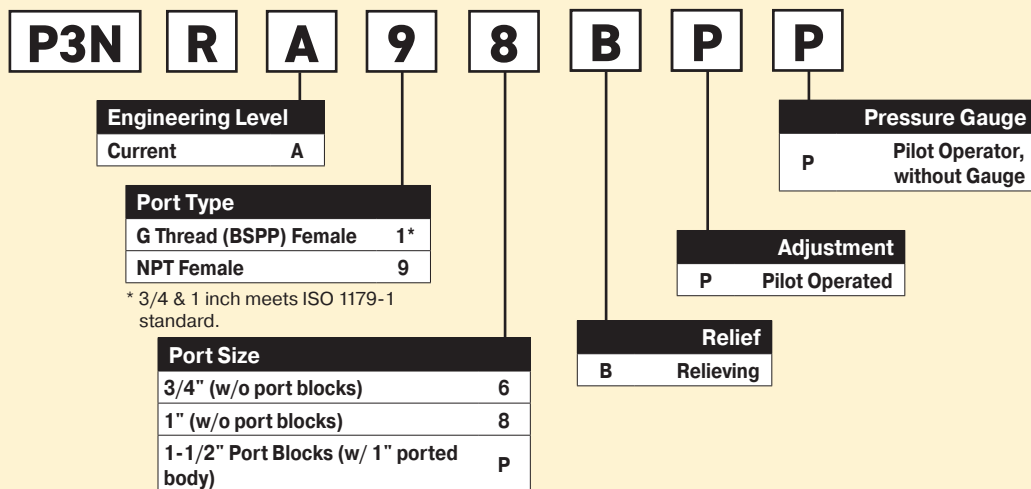 P3N R A 9 8 B P P
Engineering Level
Current A
Port Type
G Thread (BSPP) Female 1*
NPT Female 9
* 3/4 & 1 inch meets ISO 1179-1
standard.
Port Size
3/4" (w/o port blocks) 6
1" (w/o port blocks) 8
1-1/2" Port Blocks (w/ 1" ported
body) P
Relief
B Relieving
Adjustment
P Pilot Operated
Pressure Gauge
P Pilot Operator,
without Gauge